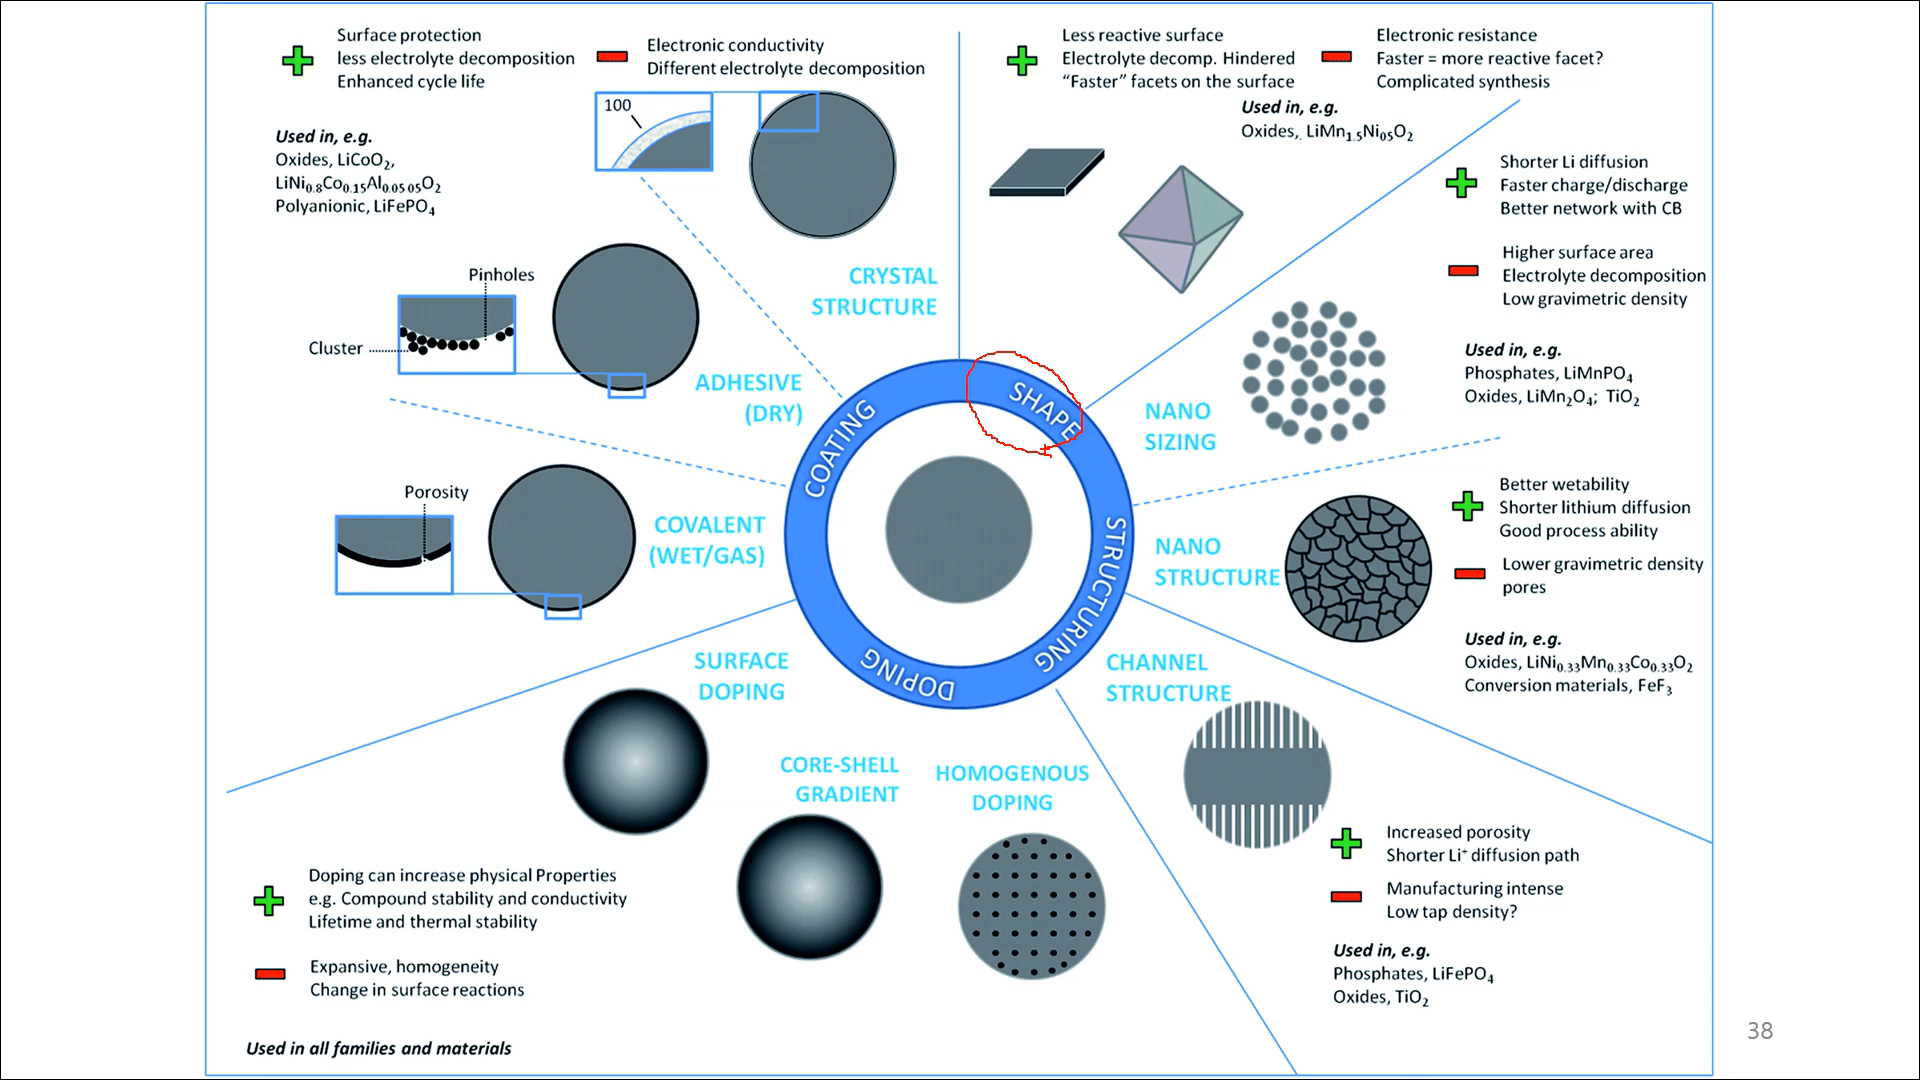 Surface protection
less electrolyte decomposition
Enhanced cycle life
Electronic conductivity
Different electrolyte decomposition
100
Used in, e.g.
Oxides, LiCoO₂,
LiNi₀.₈Co₀.₁₅Al₀.₀₅ ₀₅O₂
Polyanionic, LiFePO₄
CRYSTAL
STRUCTURE
Pinholes
Cluster
ADHESIVE
(DRY)
Porosity
COVALENT
(WET/GAS)
Less reactive surface
Electrolyte decomp. Hindered
“Faster” facets on the surface
Electronic resistance
Faster = more reactive facet?
Complicated synthesis
Used in, e.g.
Oxides, LiMn₁.₅Ni₀₅O₂
Shorter Li diffusion
Faster charge/discharge
Better network with CB
Higher surface area
Electrolyte decomposition
Low gravimetric density
Used in, e.g.
Phosphates, LiMnPO₄
Oxides, LiMn₂O₄; TiO₂
NANO
SIZING
COATING
SHAPE
STRUCTURING
DOPING
NANO
STRUCTURE
Better wetability
Shorter lithium diffusion
Good process ability
Lower gravimetric density
pores
Used in, e.g.
Oxides, LiNi₀.₃₃Mn₀.₃₃Co₀.₃₃O₂
Conversion materials, FeF₃
CHANNEL
STRUCTURE
Increased porosity
Shorter Li⁺ diffusion path
Manufacturing intense
Low tap density?
Used in, e.g.
Phosphates, LiFePO₄
Oxides, TiO₂
SURFACE
DOPING
CORE-SHELL
GRADIENT
HOMOGENOUS
DOPING
Doping can increase physical Properties
e.g. Compound stability and conductivity
Lifetime and thermal stability
Expansive, homogeneity
Change in surface reactions
Used in all families and materials
38